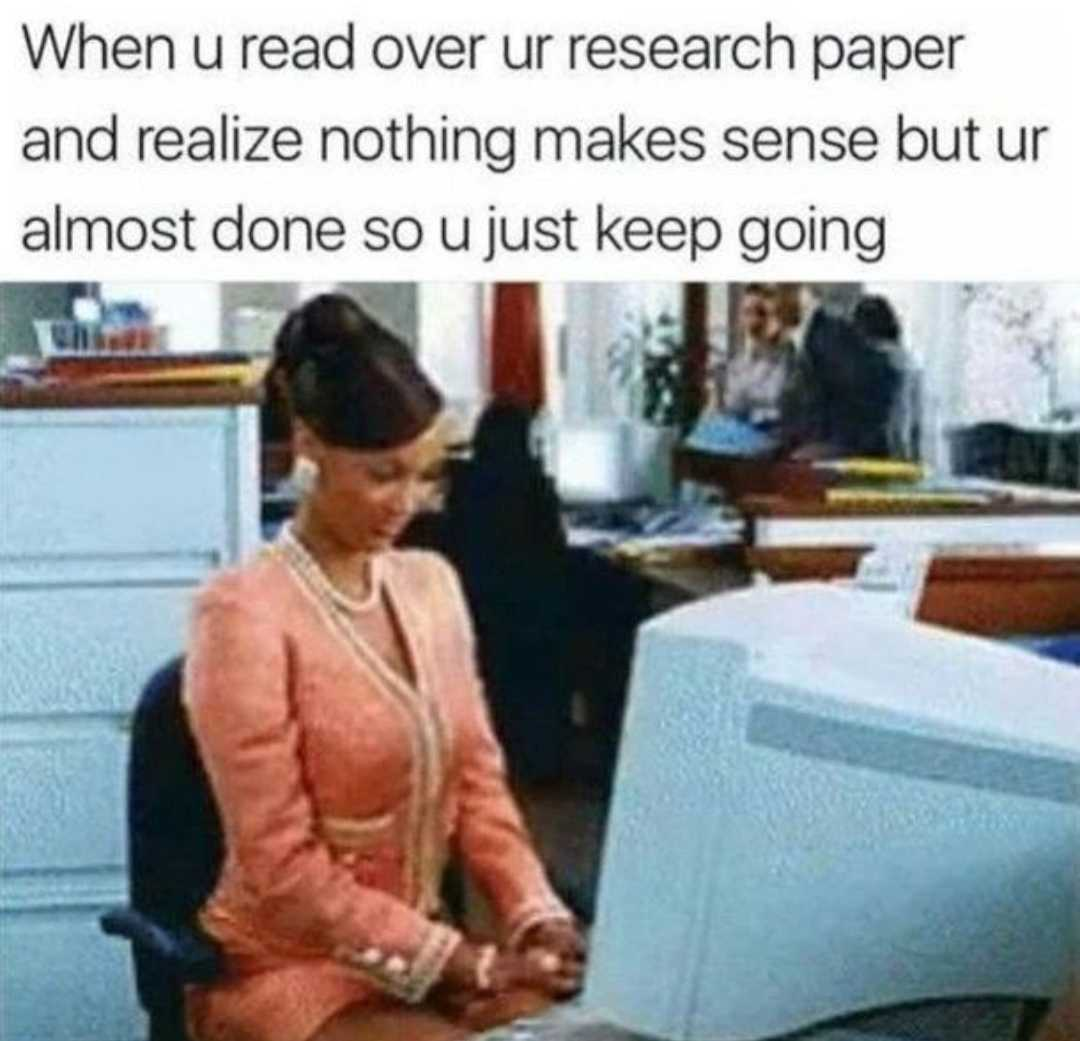 When u read over ur research paper
and realize nothing makes sense but ur
almost done so u just keep going